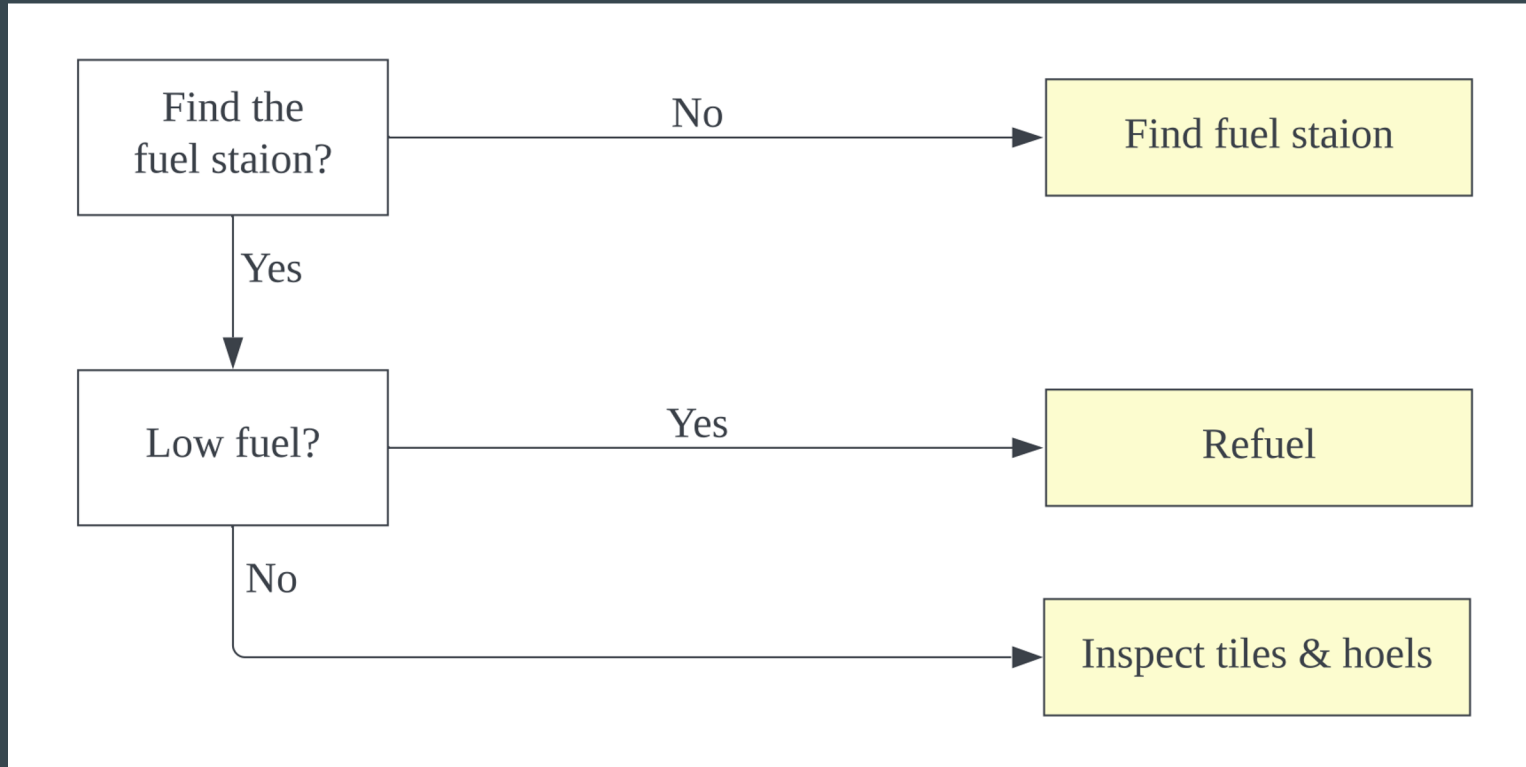 Find the
fuel staion?
No
Find fuel staion
Yes
Low fuel?
Yes
Refuel
No
Inspect tiles & hoels